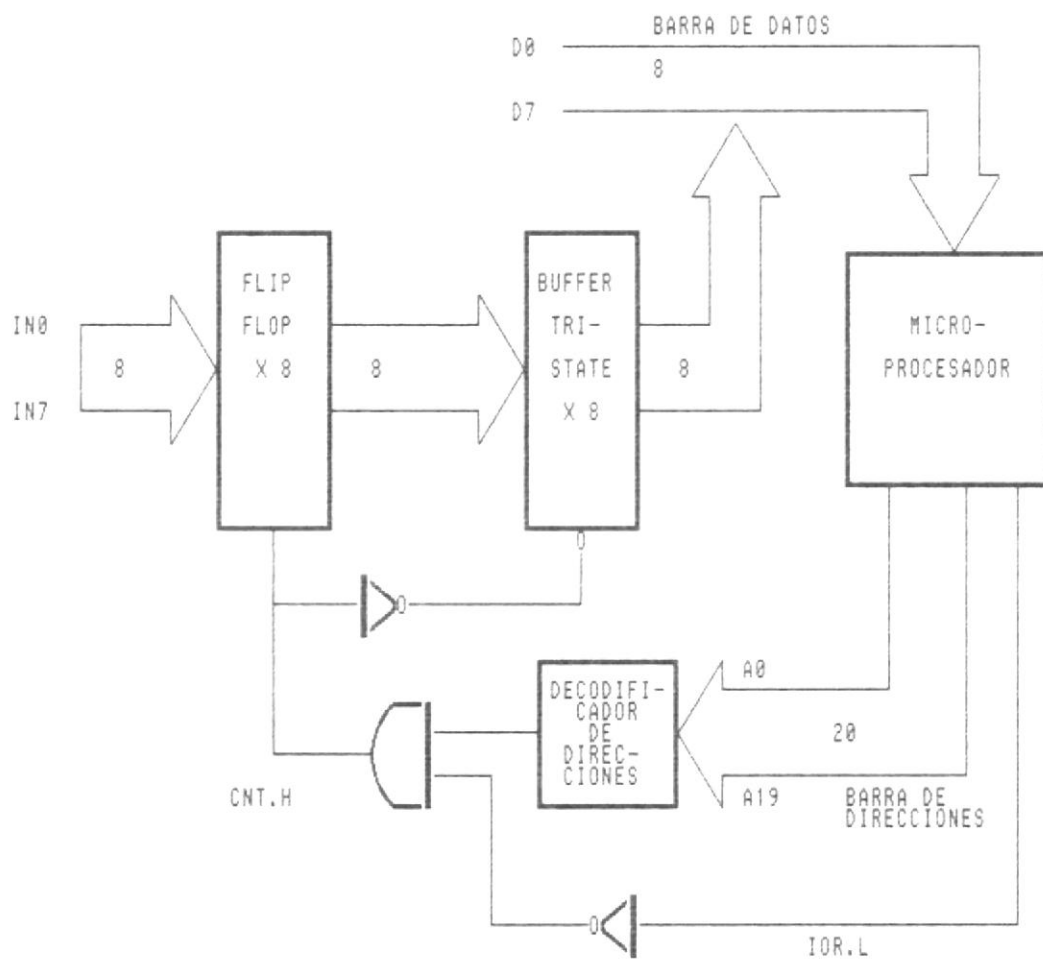 BARRA DE DATOS
D0
8
D7
FLIP
FLOP
X 8
BUFFER
TRI-
STATE
X 8
MICRO-
PROCESADOR
IN0
8
IN7
8
8
DECODIFI-
CADOR
DE
DIREC-
CIONES
A0
20
A19
BARRA DE
DIRECCIONES
CNT.H
IOR.L